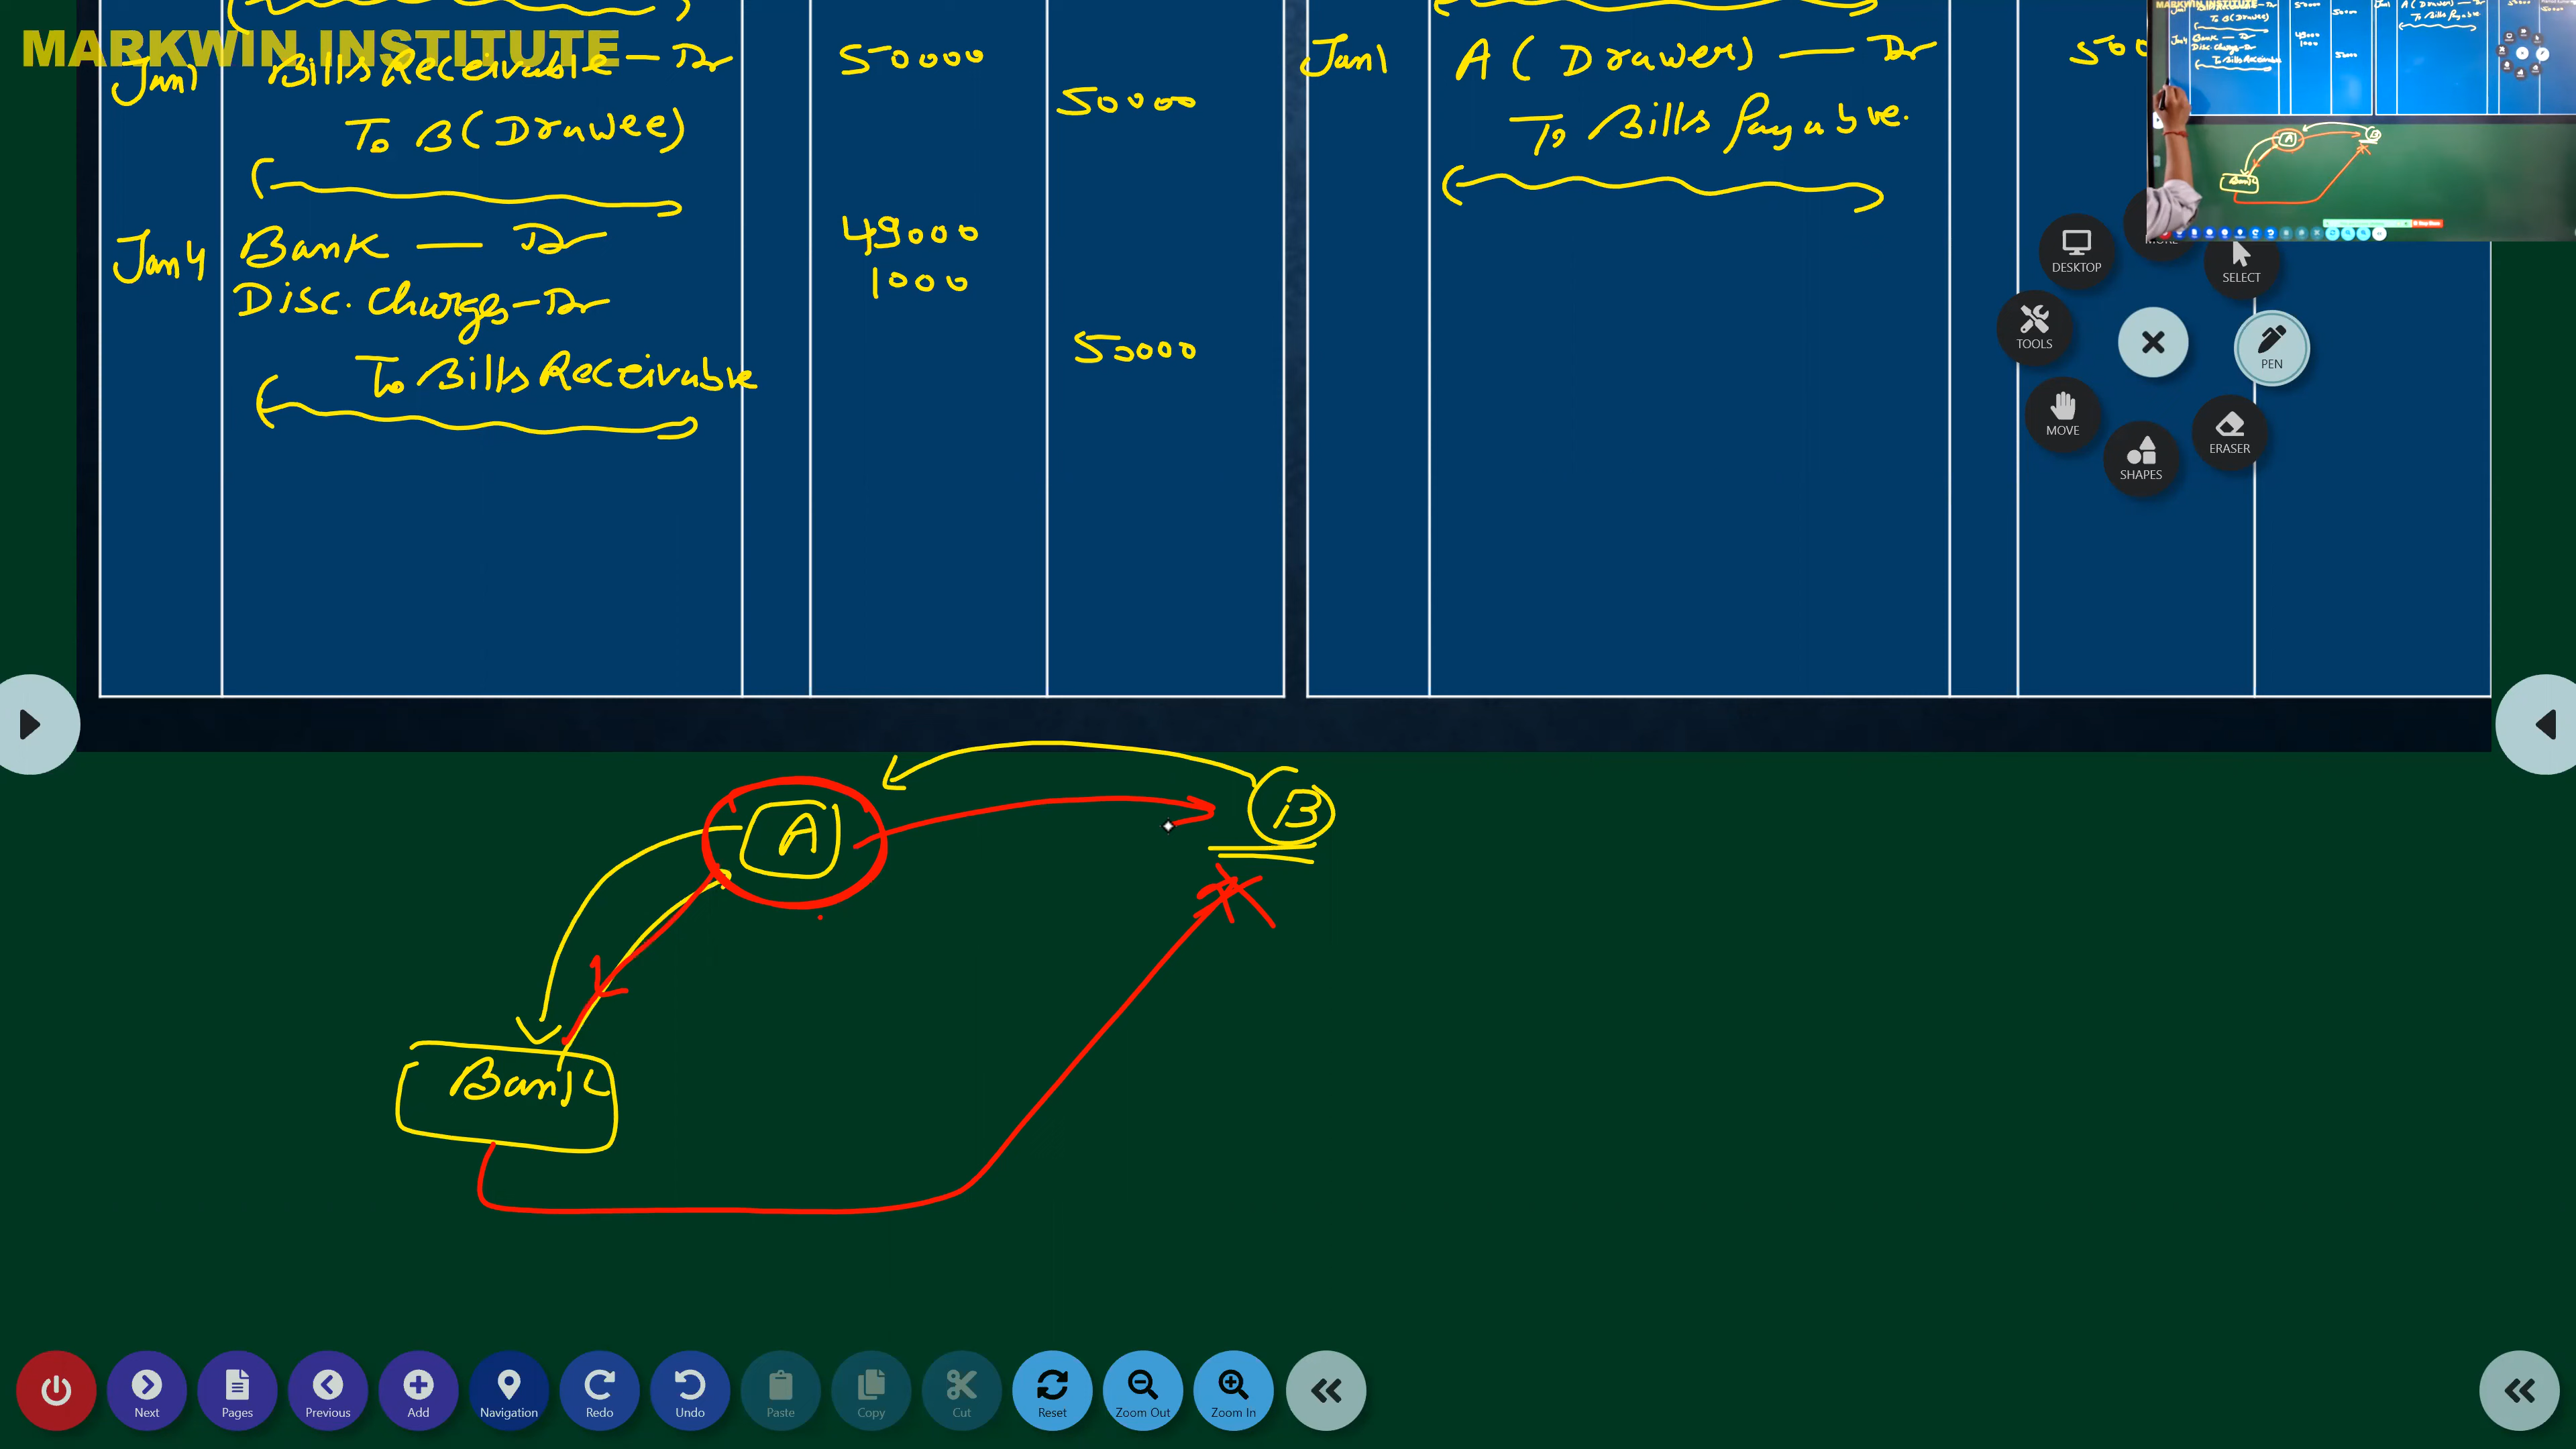 MARKWIN INSTITUTE
Jan 1 Bills Receivable — Dr 50000
To B (Drawee) 50000
Jan 4 Bank — Dr 49000
Disc. Charges - Dr 1000
To Bills Receivable 50000
Jan 1 A (Drawer) — Dr 500
To Bills Payable.
A
B
Bank
DESKTOP
MORE
SELECT
TOOLS
PEN
MOVE
ERASER
SHAPES
Next
Pages
Previous
Add
Navigation
Redo
Undo
Paste
Copy
Cut
Reset
Zoom Out
Zoom In